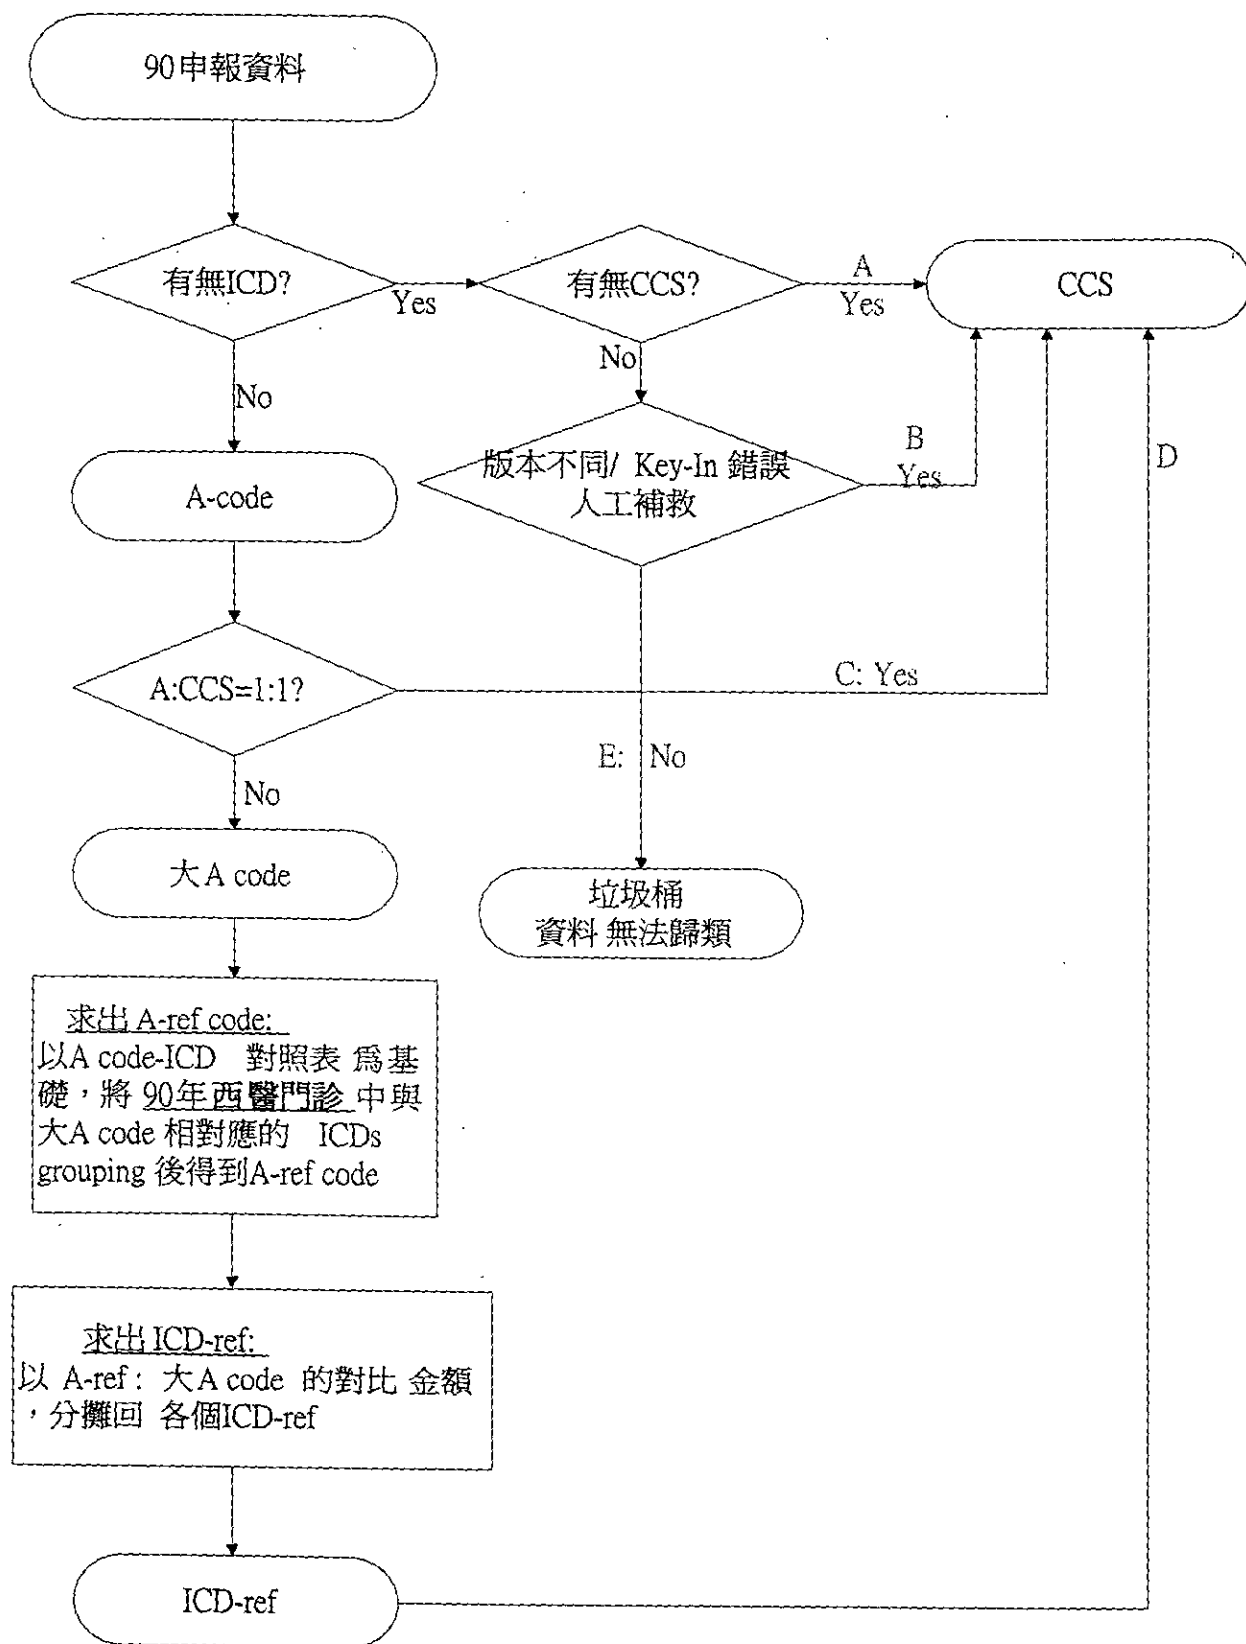 90申報資料
有無ICD?
Yes
有無CCS?
A
Yes
CCS
No
No
A-code
版本不同/ Key-In 錯誤
人工補救
B
Yes
D
A:CCS=1:1?
C: Yes
E: No
No
大A code
垃圾桶
資料 無法歸類
求出 A-ref code:
以A code-ICD 對照表 為基
礎，將 90年西醫門診 中與
大A code 相對應的 ICDs
grouping 後得到A-ref code
求出 ICD-ref:
以 A-ref : 大A code 的對比 金額
，分攤回 各個ICD-ref
ICD-ref